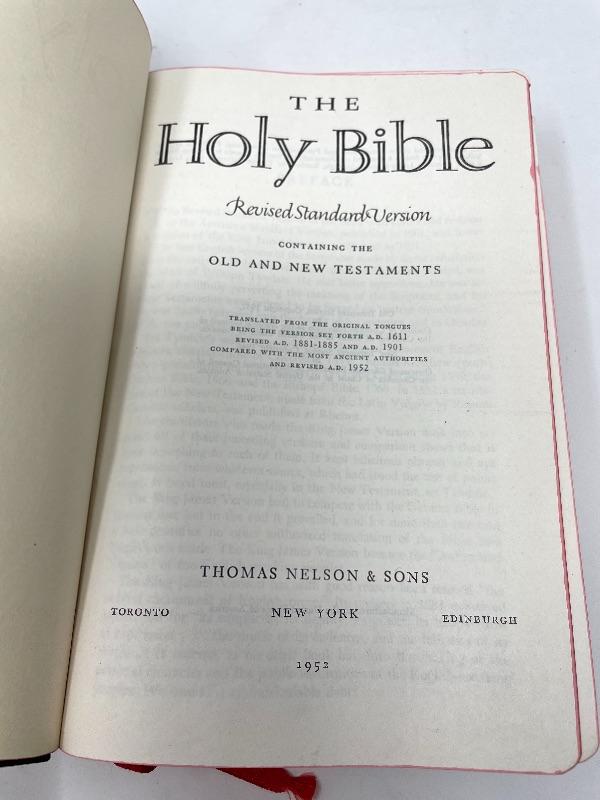 THE
Holy Bible
Revised Standard Version
CONTAINING THE
OLD AND NEW TESTAMENTS
TRANSLATED FROM THE ORIGINAL TONGUES
BEING THE VERSION SET FORTH A.D. 1611
REVISED A.D. 1881-1885 AND A.D. 1901
COMPARED WITH THE MOST ANCIENT AUTHORITIES
AND REVISED A.D. 1952
THOMAS NELSON & SONS
TORONTO NEW YORK EDINBURGH
1952